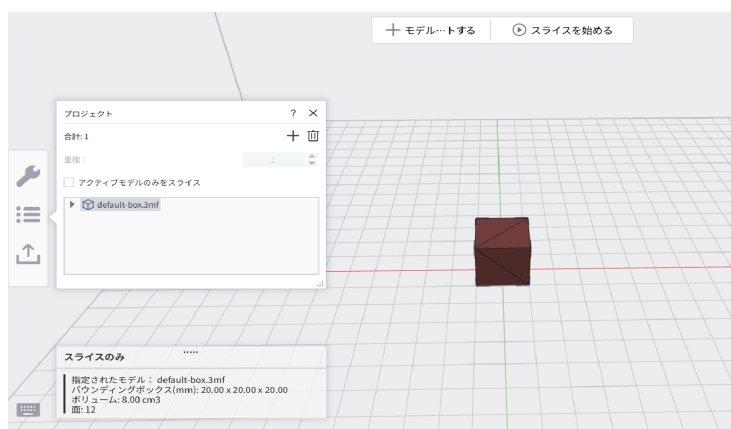 モデル…トする
スライスを始める
プロジェクト ?
合計: 1
重複： 1
アクティブモデルのみをスライス
default-box.3mf
スライスのみ
指定されたモデル： default-box.3mf
バウンディングボックス(mm): 20.00 x 20.00 x 20.00
ボリューム: 8.00 cm3
面: 12